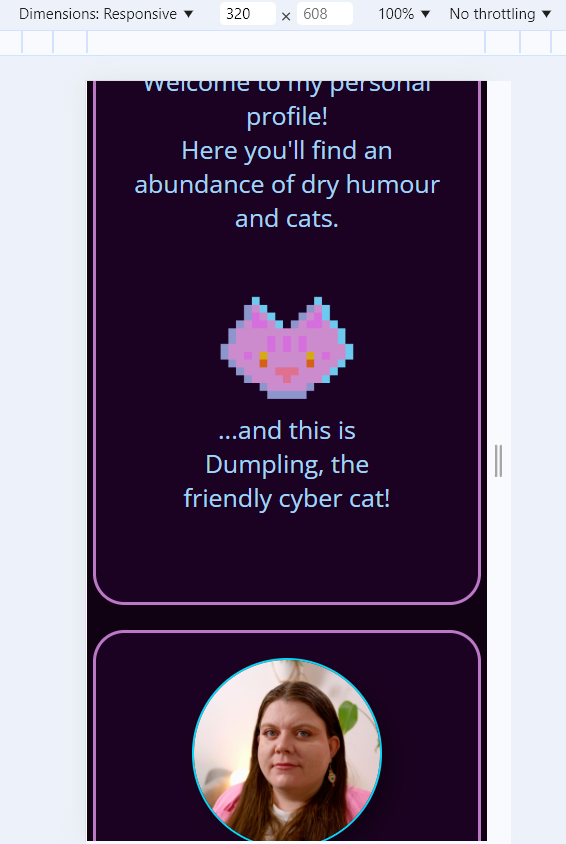 Dimensions: Responsive ▼ 320 × 608 100% ▼ No throttling ▼
Welcome to my personal
profile!
Here you'll find an
abundance of dry humour
and cats.
...and this is
Dumpling, the
friendly cyber cat!